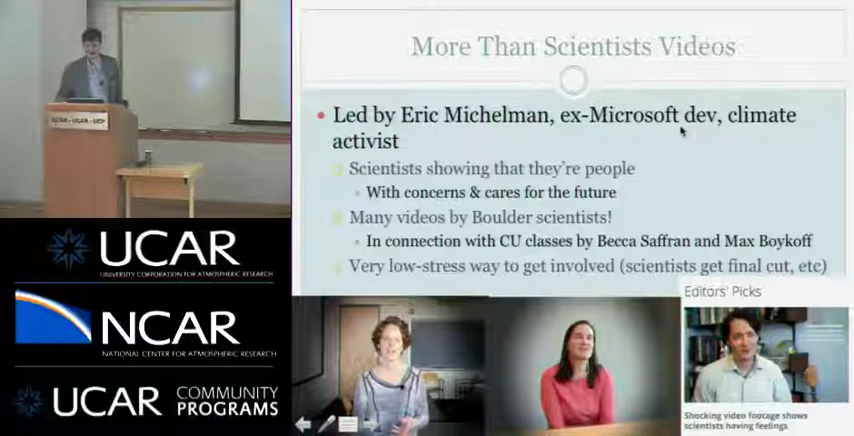 More Than Scientists Videos
Led by Eric Michelman, ex-Microsoft dev, climate
activist
Scientists showing that they're people
With concerns & cares for the future
Many videos by Boulder scientists!
In connection with CU classes by Becca Saffran and Max Boykoff
Very low-stress way to get involved (scientists get final cut, etc)
Editors' Picks
Shocking video footage shows
scientists having feelings
NCAR - UCAR - UCP
UCAR
UNIVERSITY CORPORATION FOR ATMOSPHERIC RESEARCH
NCAR
NATIONAL CENTER FOR ATMOSPHERIC RESEARCH
UCAR COMMUNITY
PROGRAMS